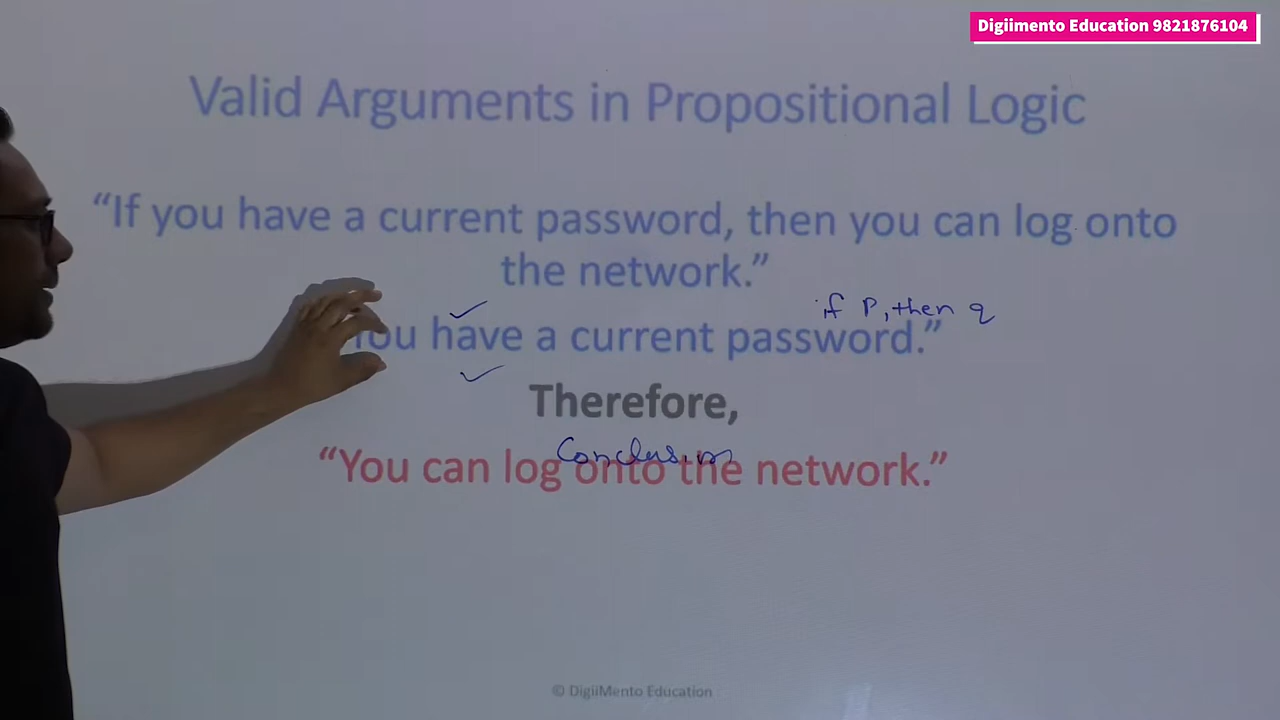 Digiimento Education 9821876104
Valid Arguments in Propositional Logic
“If you have a current password, then you can log onto
the network.”
if P, then q
You have a current password.”
Therefore,
Conclusion
“You can log onto the network.”
© DigiiMento Education